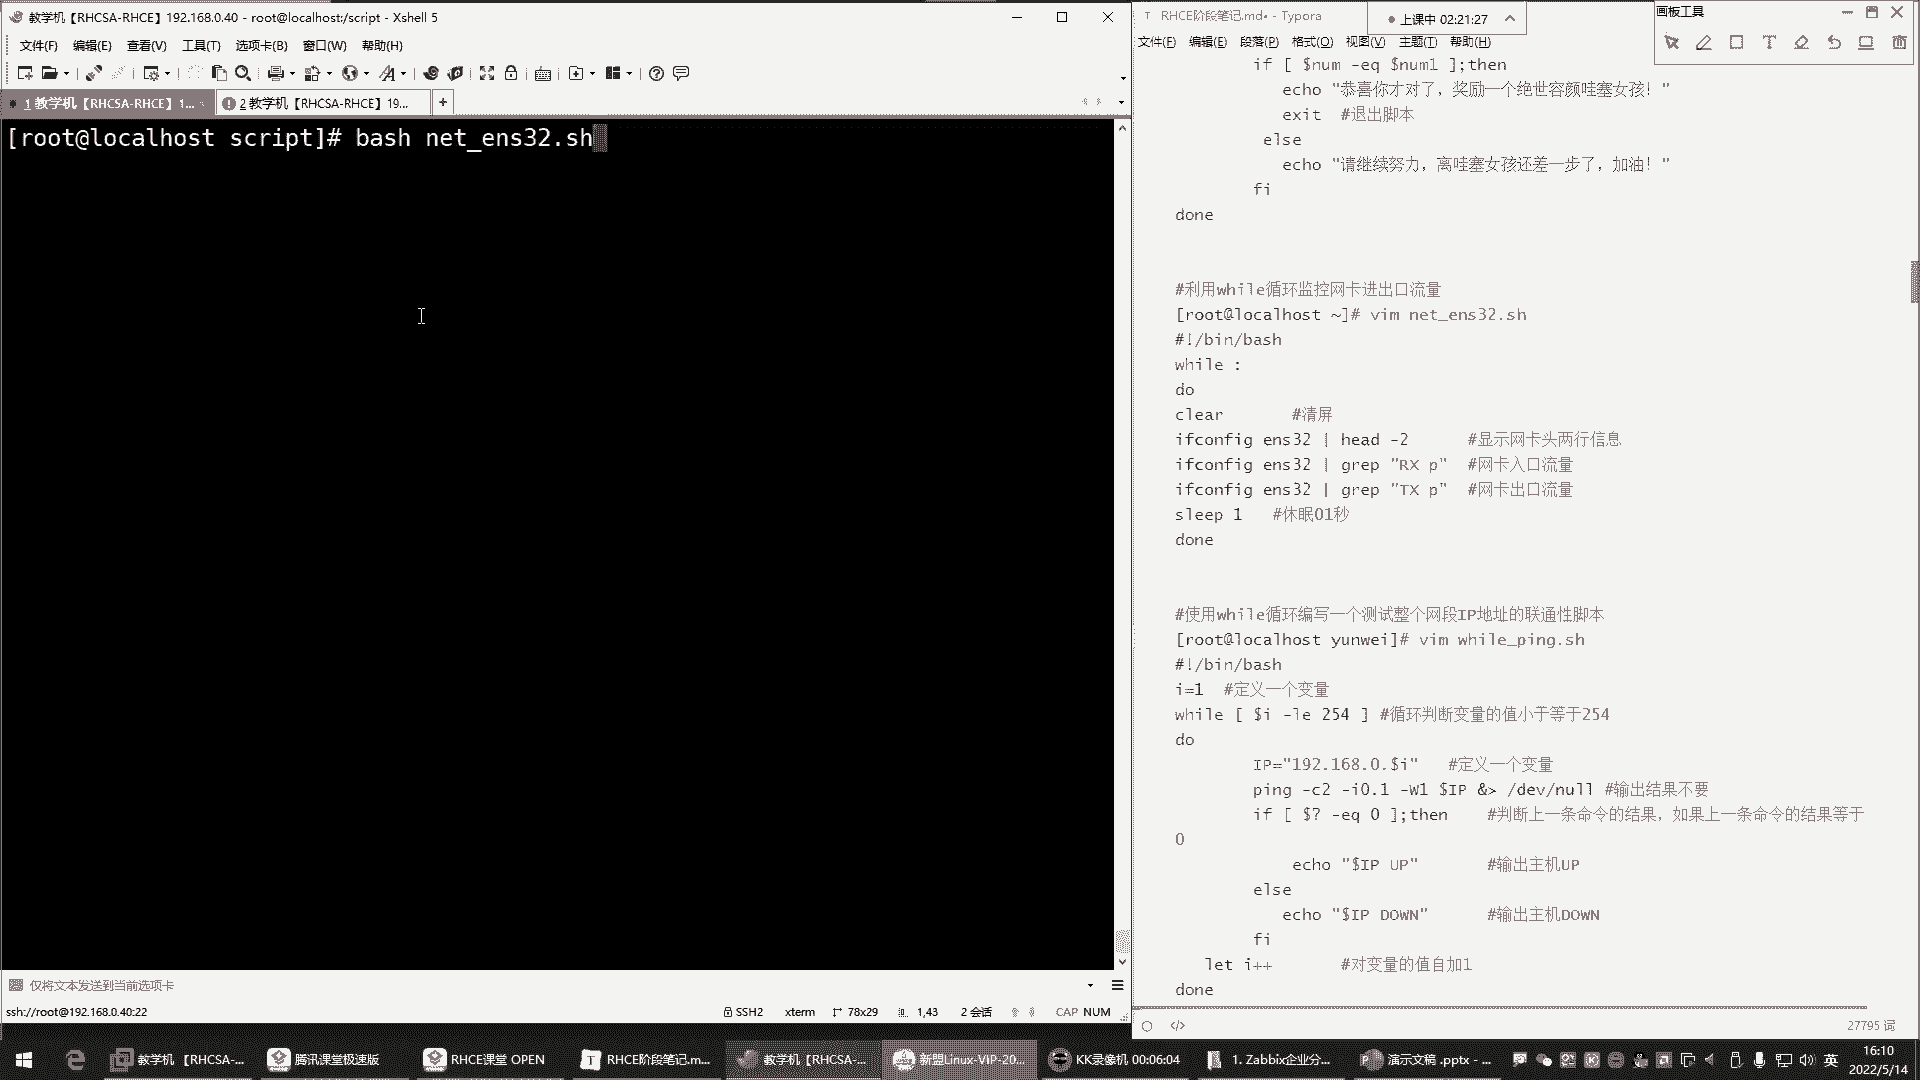 教学机【RHCSA-RHCE】192.168.0.40 - root@localhost:/script - Xshell 5
文件(F) 编辑(E) 查看(V) 工具(T) 选项卡(B) 窗口(W) 帮助(H)
1 教学机【RHCSA-RHCE】1...
2 教学机【RHCSA-RHCE】19...
[root@localhost script]# bash net_ens32.sh
仅将文本发送到当前选项卡
ssh://root@192.168.0.40:22
SSH2
xterm
78x29
1,43
2 会话
CAP NUM
RHCE阶段笔记.md• - Typora
上课中 02:21:27
画板工具
文件(F) 编辑(E) 段落(P) 格式(O) 视图(V) 主题(T) 帮助(H)
if [ $num -eq $num1 ];then
echo "恭喜你才对了，奖励一个绝世容颜哇塞女孩！"
exit #退出脚本
else
echo "请继续努力，离哇塞女孩还差一步了，加油！"
fi
done
#利用while循环监控网卡进出口流量
[root@localhost ~]# vim net_ens32.sh
#!/bin/bash
while :
do
clear #清屏
ifconfig ens32 | head -2 #显示网卡头两行信息
ifconfig ens32 | grep "RX p" #网卡入口流量
ifconfig ens32 | grep "TX p" #网卡出口流量
sleep 1 #休眠01秒
done
#使用while循环编写一个测试整个网段IP地址的联通性脚本
[root@localhost yunwei]# vim while_ping.sh
#!/bin/bash
i=1 #定义一个变量
while [ $i -le 254 ] #循环判断变量的值小于等于254
do
IP="192.168.0.$i" #定义一个变量
ping -c2 -i0.1 -W1 $IP &> /dev/null #输出结果不要
if [ $? -eq 0 ];then #判断上一条命令的结果，如果上一条命令的结果等于
0
echo "$IP UP" #输出主机UP
else
echo "$IP DOWN" #输出主机DOWN
fi
let i++ #对变量的值自加1
done
27795 词
教学机【RHCSA-...
腾讯课堂极速版
RHCE课堂 OPEN
RHCE阶段笔记.m...
教学机【RHCSA-...
新盟Linux-VIP-20...
KK录像机 00:06:04
1. Zabbix企业分...
演示文稿 .pptx - ...
英
16:10
2022/5/14